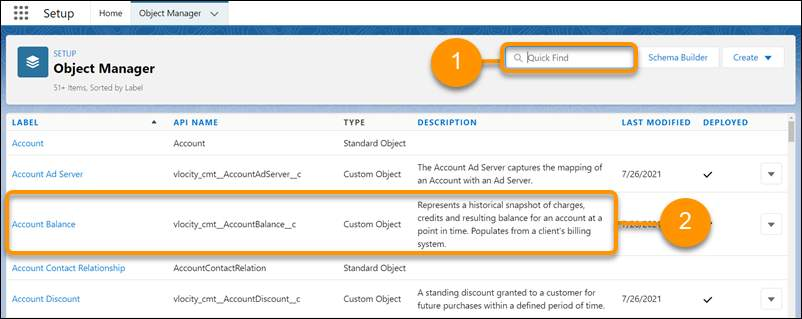 Setup Home Object Manager
SETUP
Object Manager
51+ Items, Sorted by Label
1
Quick Find
Schema Builder
Create
LABEL API NAME TYPE DESCRIPTION LAST MODIFIED DEPLOYED
Account Account Standard Object
Account Ad Server vlocity_cmt__AccountAdServer__c Custom Object The Account Ad Server captures the mapping of 7/26/2021
an Account with an Ad Server.
Account Balance vlocity_cmt__AccountBalance__c Custom Object Represents a historical snapshot of charges,
credits and resulting balance for an account at a
point in time. Populates from a client's billing
system.
2
Account Contact Relationship AccountContactRelation Standard Object
Account Discount vlocity_cmt__AccountDiscount__c Custom Object A standing discount granted to a customer for 7/26/2021
future purchases within a defined period of time.